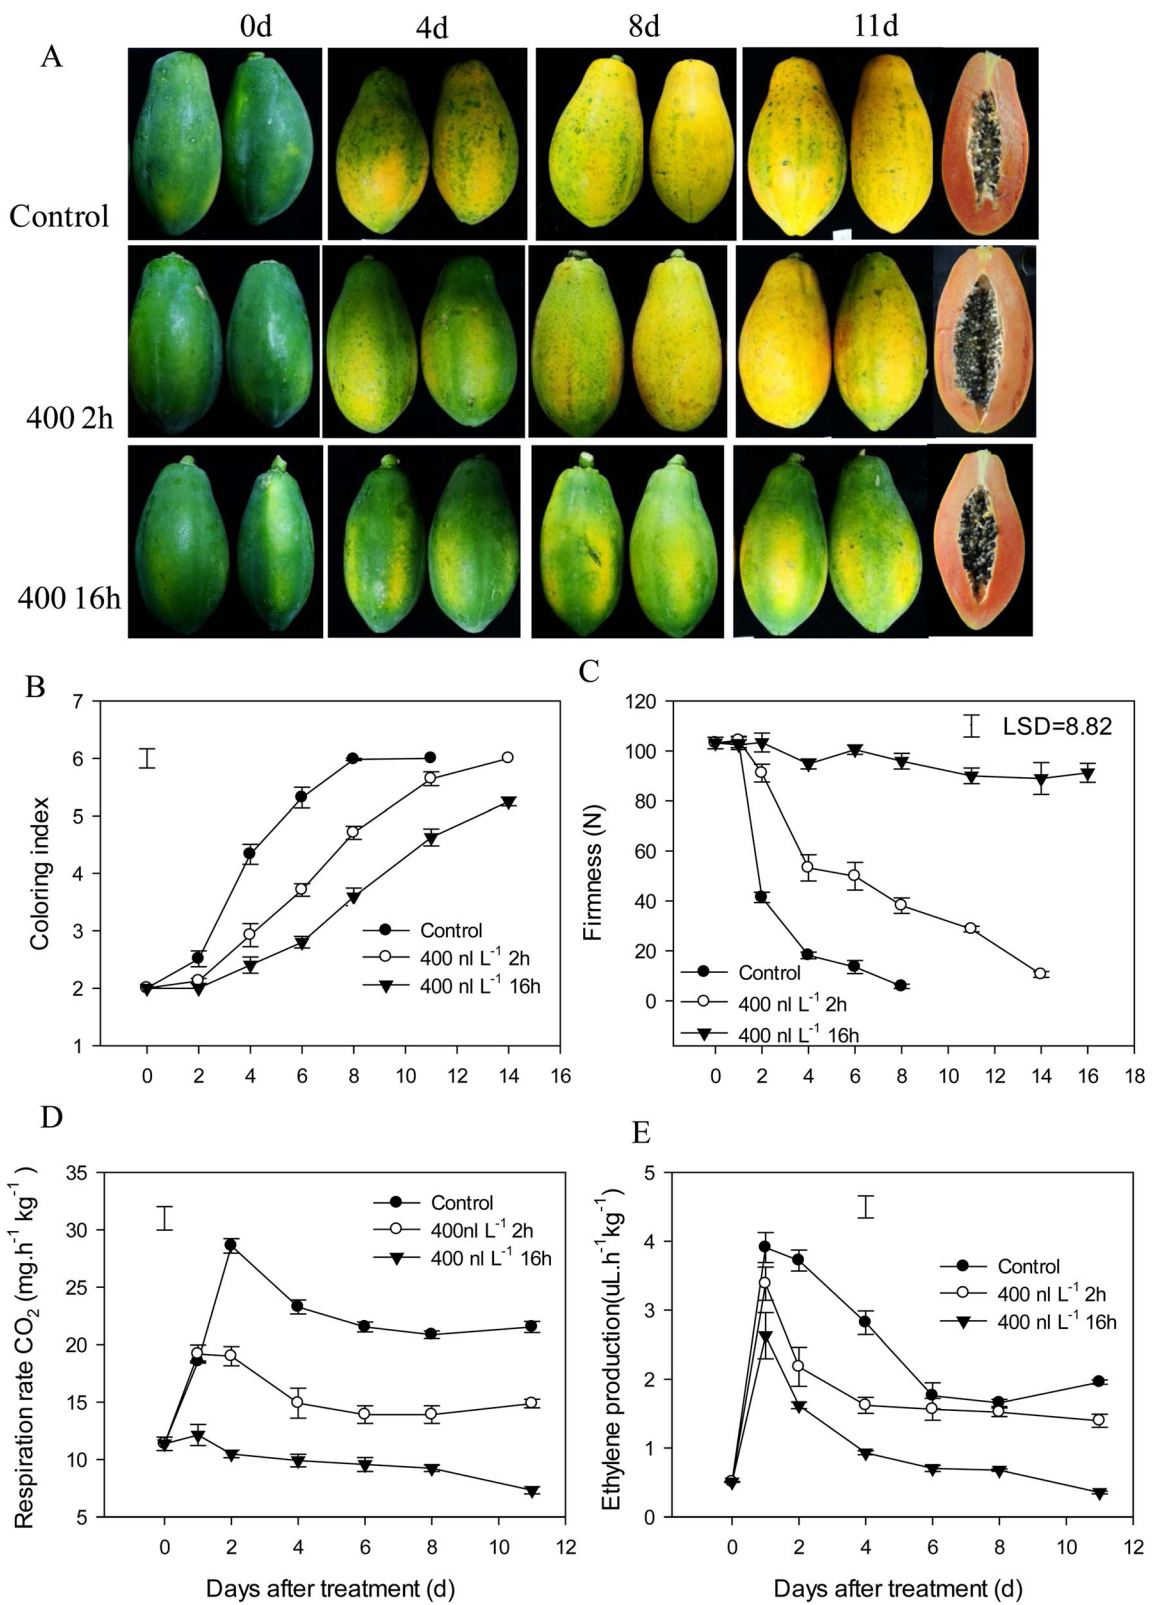 0d 4d 8d 11d
A
Control
400 2h
400 16h
B
7
6
5
4
3
2
1
Coloring index
Control
400 nl L⁻¹ 2h
400 nl L⁻¹ 16h
0 2 4 6 8 10 12 14 16
C
120
100
80
60
40
20
0
Firmness (N)
LSD=8.82
Control
400 nl L⁻¹ 2h
400 nl L⁻¹ 16h
0 2 4 6 8 10 12 14 16 18
D
35
30
25
20
15
10
5
Respiration rate CO₂ (mg.h⁻¹ kg⁻¹ )
Control
400nl L⁻¹ 2h
400 nl L⁻¹ 16h
0 2 4 6 8 10 12
Days after treatment (d)
E
5
4
3
2
1
0
Ethylene production(uL.h⁻¹kg⁻¹)
Control
400 nl L⁻¹ 2h
400 nl L⁻¹ 16h
0 2 4 6 8 10 12
Days after treatment (d)